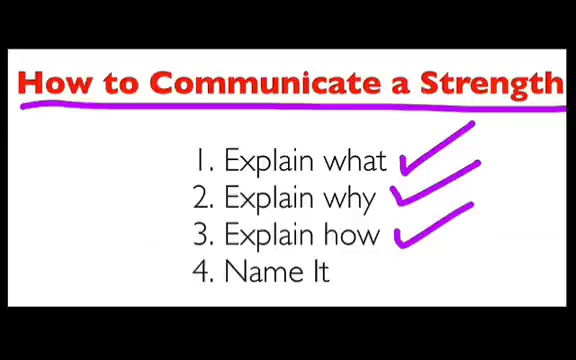 How to Communicate a Strength
1. Explain what
2. Explain why
3. Explain how
4. Name It